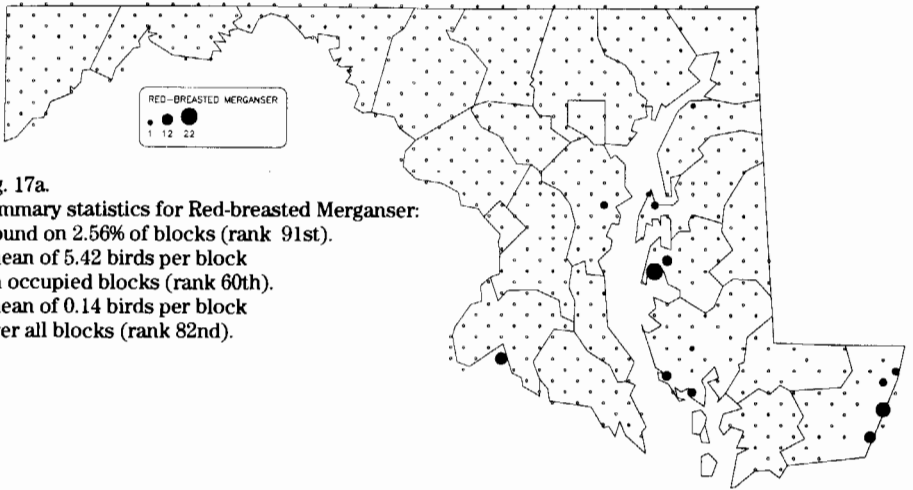 RED-BREASTED MERGANSER
1 12 22
g. 17a.
mmary statistics for Red-breasted Merganser:
ound on 2.56% of blocks (rank 91st).
ean of 5.42 birds per block
occupied blocks (rank 60th).
ean of 0.14 birds per block
er all blocks (rank 82nd).